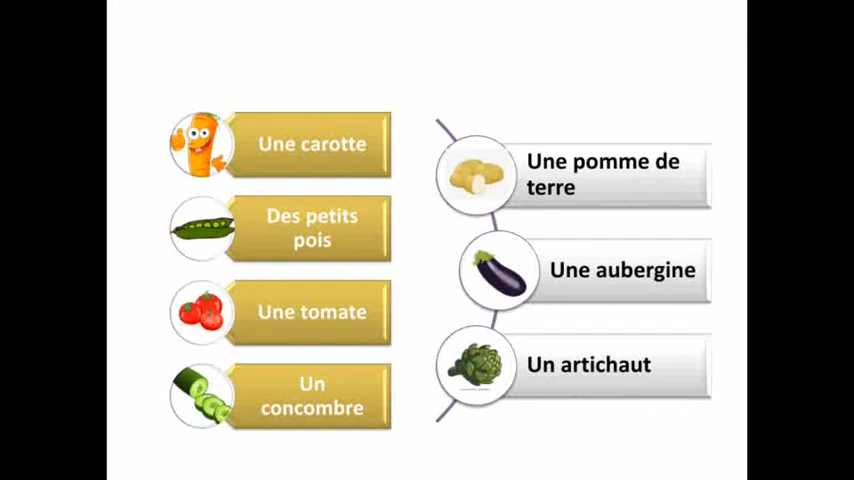 Une carotte
Des petits
pois
Une tomate
Un
concombre
Une pomme de
terre
Une aubergine
Un artichaut